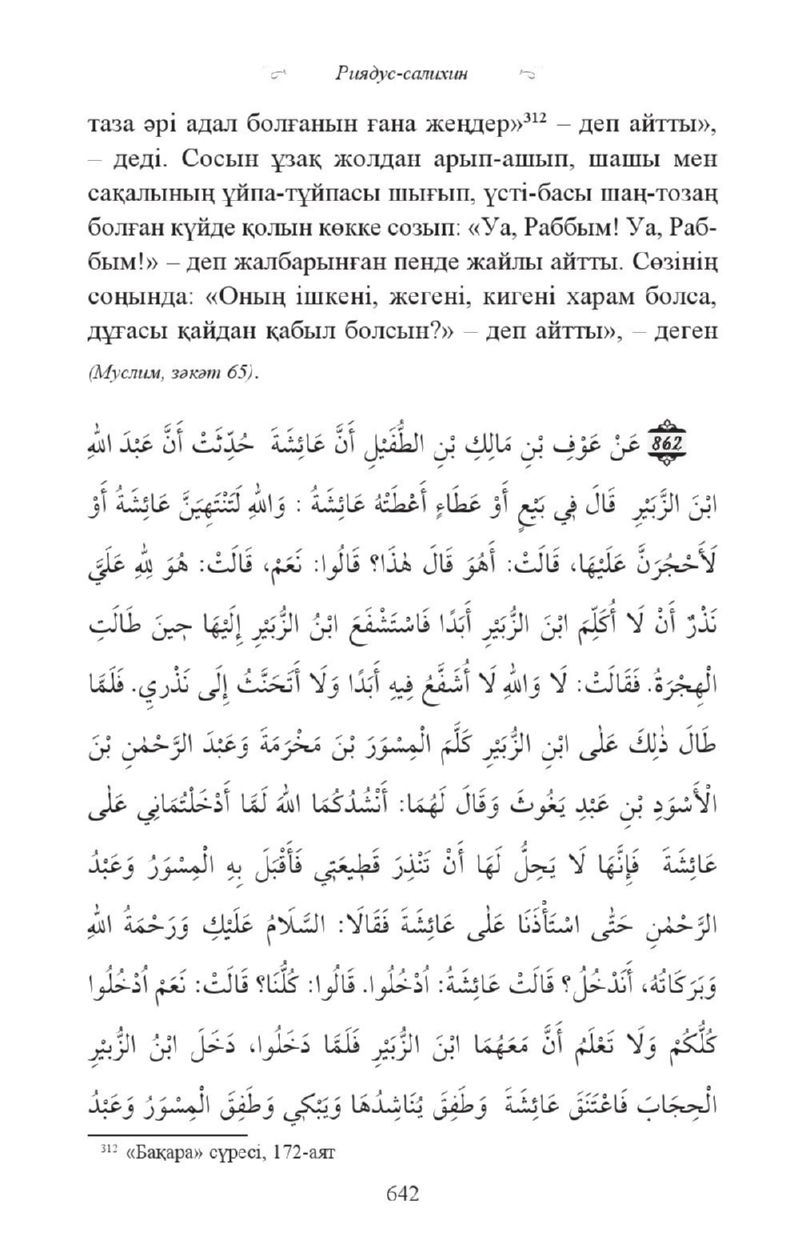 Риядус-салихин
таза әрі адал болғанын ғана жеңдер»³¹² – деп айтты»,
– деді. Сосын ұзақ жолдан арып-ашып, шашы мен
сақалының ұйпа-тұйпасы шығып, үсті-басы шаң-тозаң
болған күйде қолын көкке созып: «Уа, Раббым! Уа, Раб-
бым!» – деп жалбарынған пенде жайлы айтты. Сөзінің
соңында: «Оның ішкені, жегені, кигені харам болса,
дұғасы қайдан қабыл болсын?» – деп айтты», – деген
(Муслим, зәкәт 65).
862 عَنْ عَوْفِ بْنِ مَالِكِ بْنِ الطُّفَيْلِ أَنَّ عَائِشَةَ حُدِّثَتْ أَنَّ عَبْدَ اللهِ
ابْنَ الزُّبَيْرِ قَالَ فِي بَيْعٍ أَوْ عَطَاءٍ أَعْطَتْهُ عَائِشَةُ : وَاللهِ لَتَنْتَهِيَنَّ عَائِشَةُ أَوْ
لَأَحْجُرَنَّ عَلَيْهَا، قَالَتْ: أَهُوَ قَالَ هٰذَا؟ قَالُوا: نَعَمْ، قَالَتْ: هُوَ لِلهِ عَلَيَّ
نَذْرٌ أَنْ لَا أُكَلِّمَ ابْنَ الزُّبَيْرِ أَبَدًا فَاسْتَشْفَعَ ابْنُ الزُّبَيْرِ إِلَيْهَا حِينَ طَالَتِ
الْهِجْرَةُ. فَقَالَتْ: لَا وَاللهِ لَا أُشَفَّعُ فِيهِ أَبَدًا وَلَا أَتَحَنَّثُ إِلَى نَذْرِي. فَلَمَّا
طَالَ ذٰلِكَ عَلٰى ابْنِ الزُّبَيْرِ كَلَّمَ الْمِسْوَرَ بْنَ مَخْرَمَةَ وَعَبْدَ الرَّحْمٰنِ بْنَ
الْأَسْوَدِ بْنِ عَبْدِ يَغُوثَ وَقَالَ لَهُمَا: أَنْشُدُكُمَا اللهَ لَمَّا أَدْخَلْتُمَانِي عَلٰى
عَائِشَةَ فَإِنَّهَا لَا يَحِلُّ لَهَا أَنْ تَنْذِرَ قَطِيعَتِي فَأَقْبَلَ بِهِ الْمِسْوَرُ وَعَبْدُ
الرَّحْمٰنِ حَتّٰى اسْتَأْذَنَا عَلٰى عَائِشَةَ فَقَالَا: السَّلَامُ عَلَيْكِ وَرَحْمَةُ اللهِ
وَبَرَكَاتُهُ، أَنَدْخُلُ؟ قَالَتْ عَائِشَةُ: اُدْخُلُوا. قَالُوا: كُلُّنَا؟ قَالَتْ: نَعَمْ اُدْخُلُوا
كُلُّكُمْ وَلَا تَعْلَمُ أَنَّ مَعَهُمَا ابْنَ الزُّبَيْرِ فَلَمَّا دَخَلُوا، دَخَلَ ابْنُ الزُّبيْرِ
الْحِجَابَ فَاعْتَنَقَ عَائِشَةَ وَطَفِقَ يُنَاشِدُهَا وَيَبْكِي وَطَفِقَ الْمِسْوَرُ وَعَبْدُ
³¹² «Бақара» сүресі, 172-аят
642